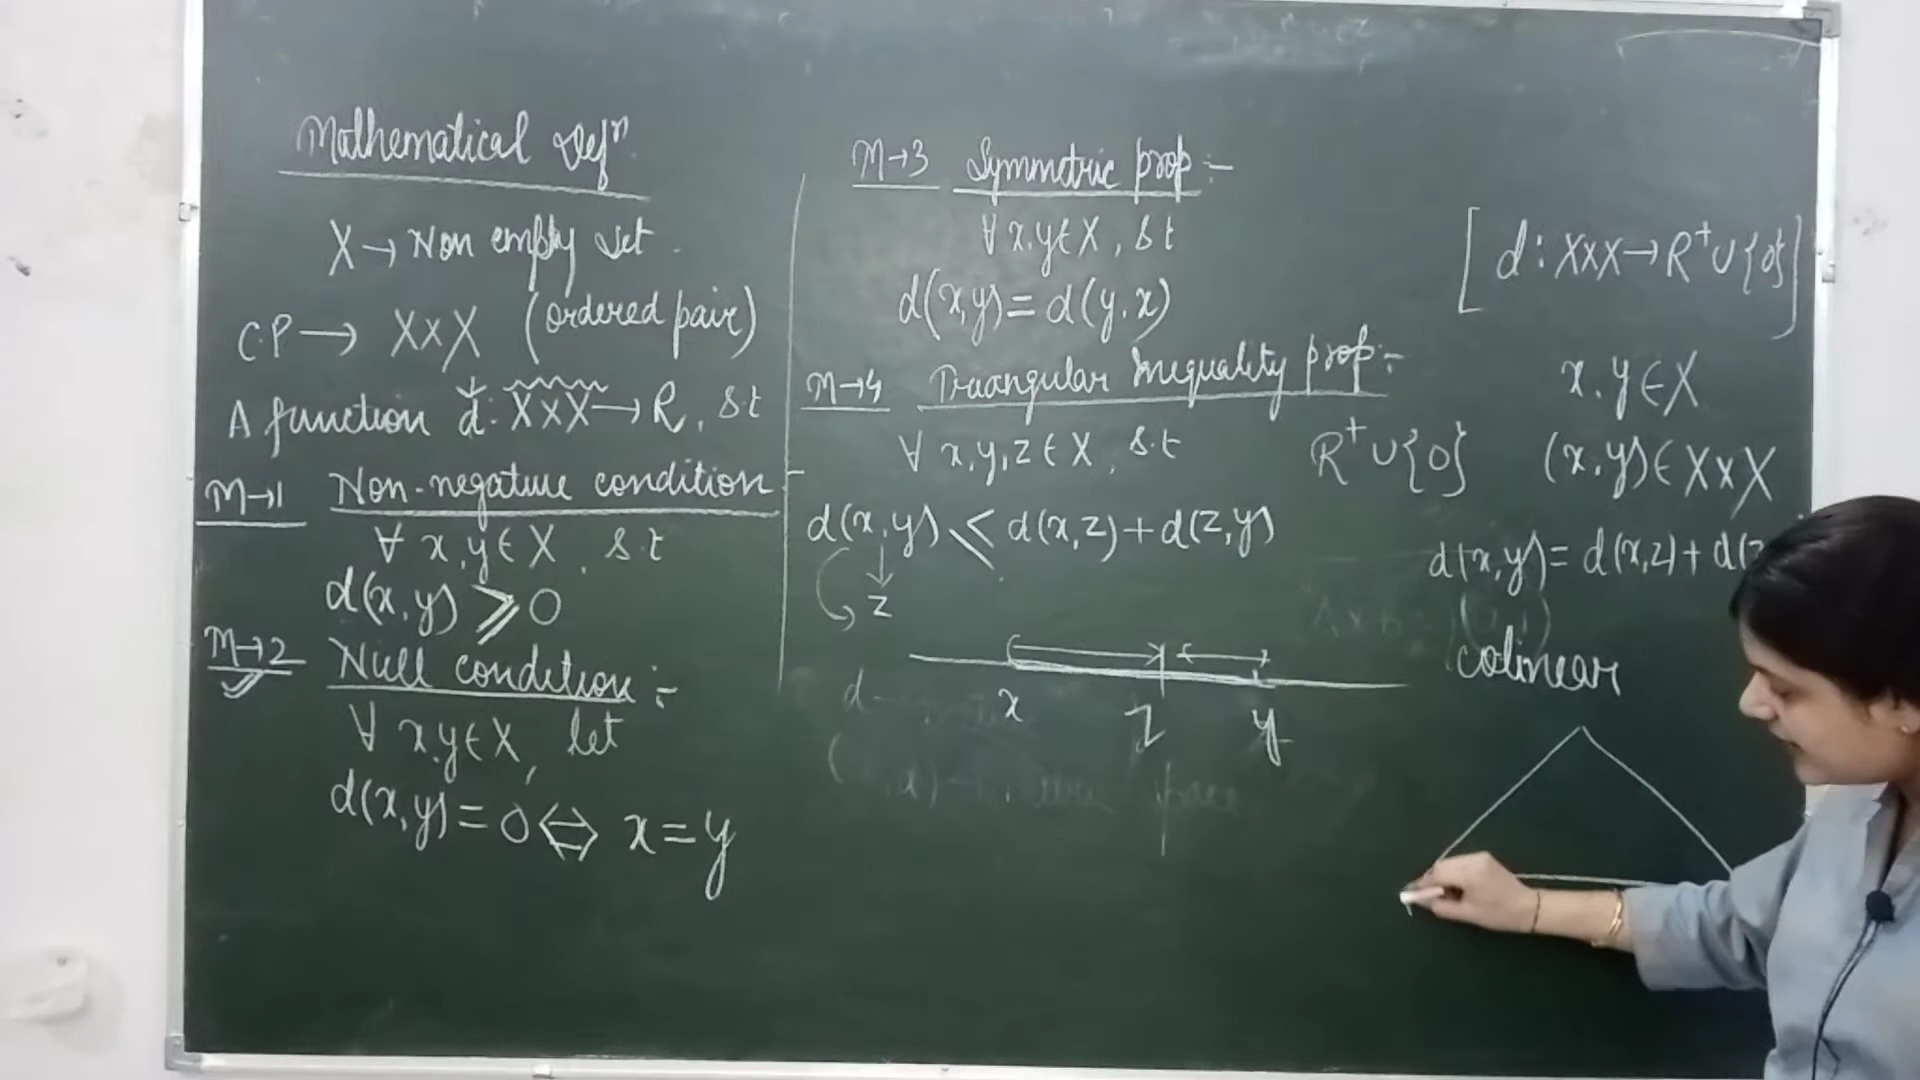 Mathematical Defⁿ.
X → Non empty set.
C.P → X×X (ordered pair)
A function d: X×X → R, s.t
M→1 Non-negative condition
∀ x,y ∈ X, s.t
d(x,y) ⩾ 0
M→2 Null condition :-
∀ x,y ∈ X, let
d(x,y) = 0 ⇔ x = y
M→3 Symmetric prop :-
∀ x,y ∈ X, s.t
d(x,y) = d(y,x)
M→4 Triangular Inequality prop:-
∀ x,y,z ∈ X, s.t
d(x,y) ⩽ d(x,z) + d(z,y)
z
x z y
[d: X×X → R⁺ ∪ {0}]
x,y ∈ X
R⁺ ∪ {0} (x,y) ∈ X×X
d(x,y) = d(x,z) + d(z
colinear